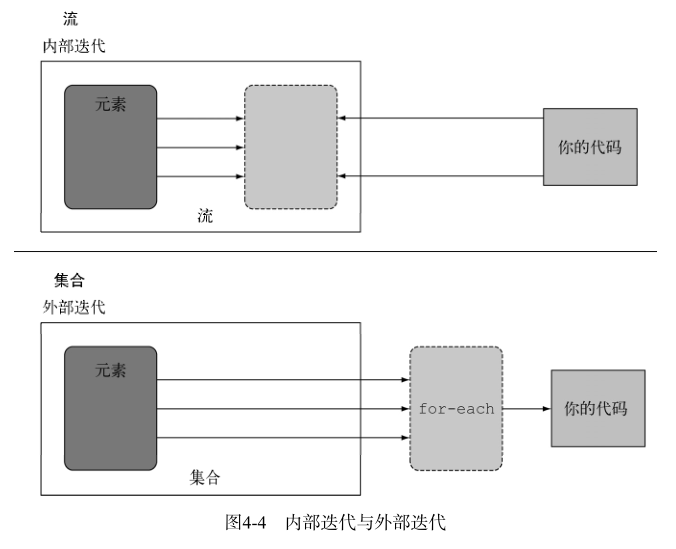 流
内部迭代
元素
你的代码
流
集合
外部迭代
元素
for-each
你的代码
集合
图4-4 内部迭代与外部迭代